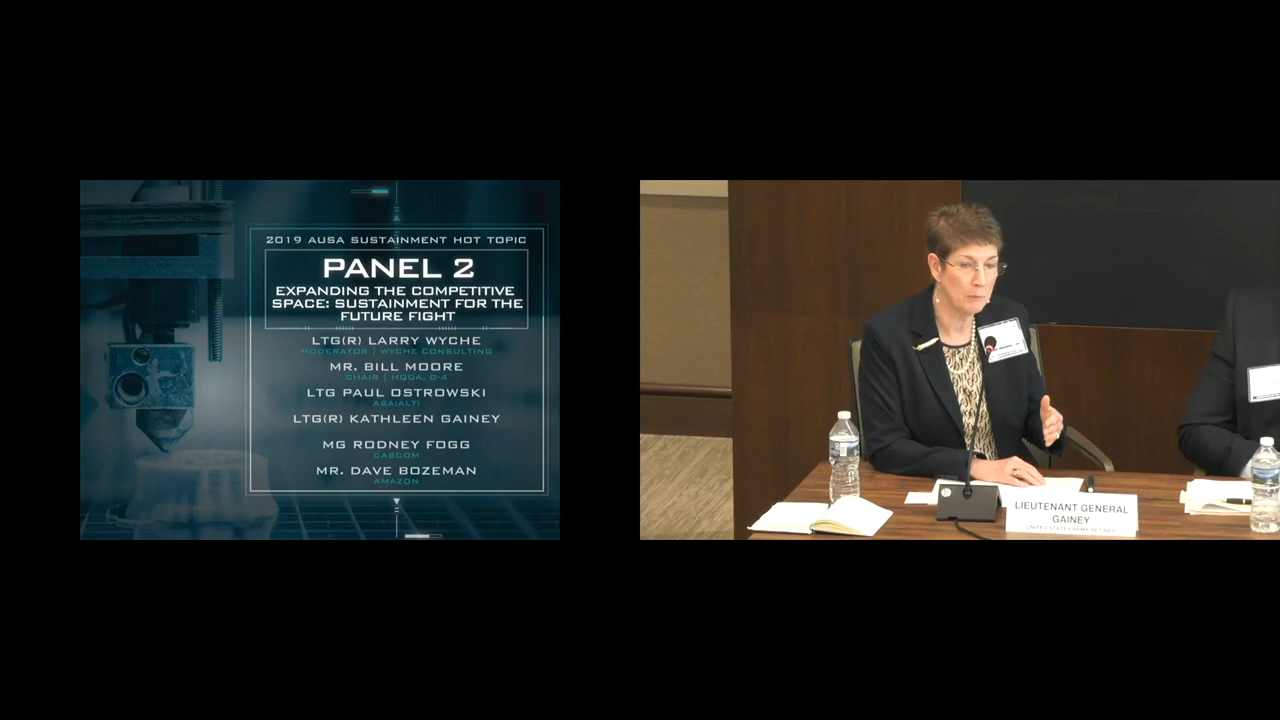 2019 AUSA SUSTAINMENT HOT TOPIC
PANEL 2
EXPANDING THE COMPETITIVE
SPACE: SUSTAINMENT FOR THE
FUTURE FIGHT
LTG(R) LARRY WYCHE
MODERATOR | WYCHE CONSULTING
MR. BILL MOORE
CHAIR | HQDA, G-4
LTG PAUL OSTROWSKI
ASA(ALT)
LTG(R) KATHLEEN GAINEY
MG RODNEY FOGG
CASCOM
MR. DAVE BOZEMAN
AMAZON
LIEUTENANT GENERAL
GAINEY
UNITED STATES ARMY RETIRED